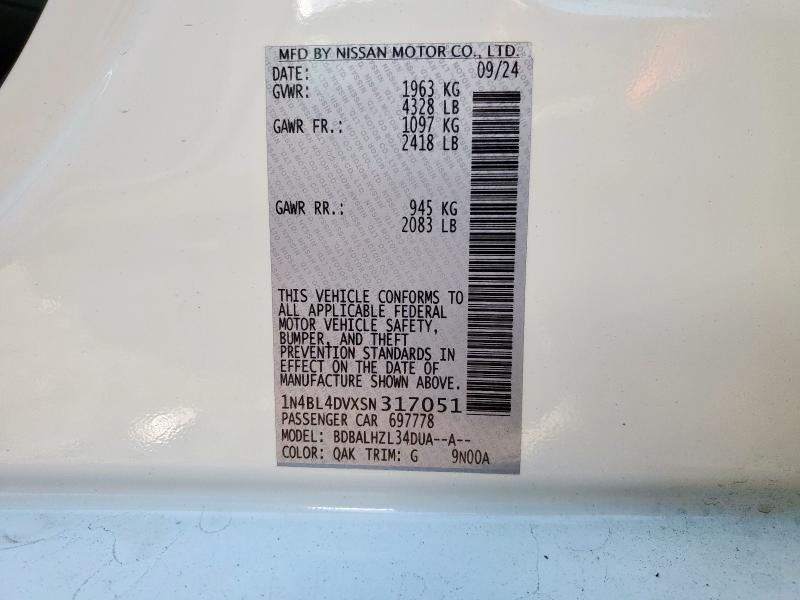 MFD BY NISSAN MOTOR CO., LTD.
DATE: 09/24
GVWR: 1963 KG
4328 LB
GAWR FR.: 1097 KG
2418 LB
GAWR RR.: 945 KG
2083 LB
THIS VEHICLE CONFORMS TO
ALL APPLICABLE FEDERAL
MOTOR VEHICLE SAFETY,
BUMPER, AND THEFT
PREVENTION STANDARDS IN
EFFECT ON THE DATE OF
MANUFACTURE SHOWN ABOVE.
1N4BL4DVXSN317051
PASSENGER CAR 697778
MODEL: BDBALHZL34DUA--A--
COLOR: QAK TRIM: G 9N00A